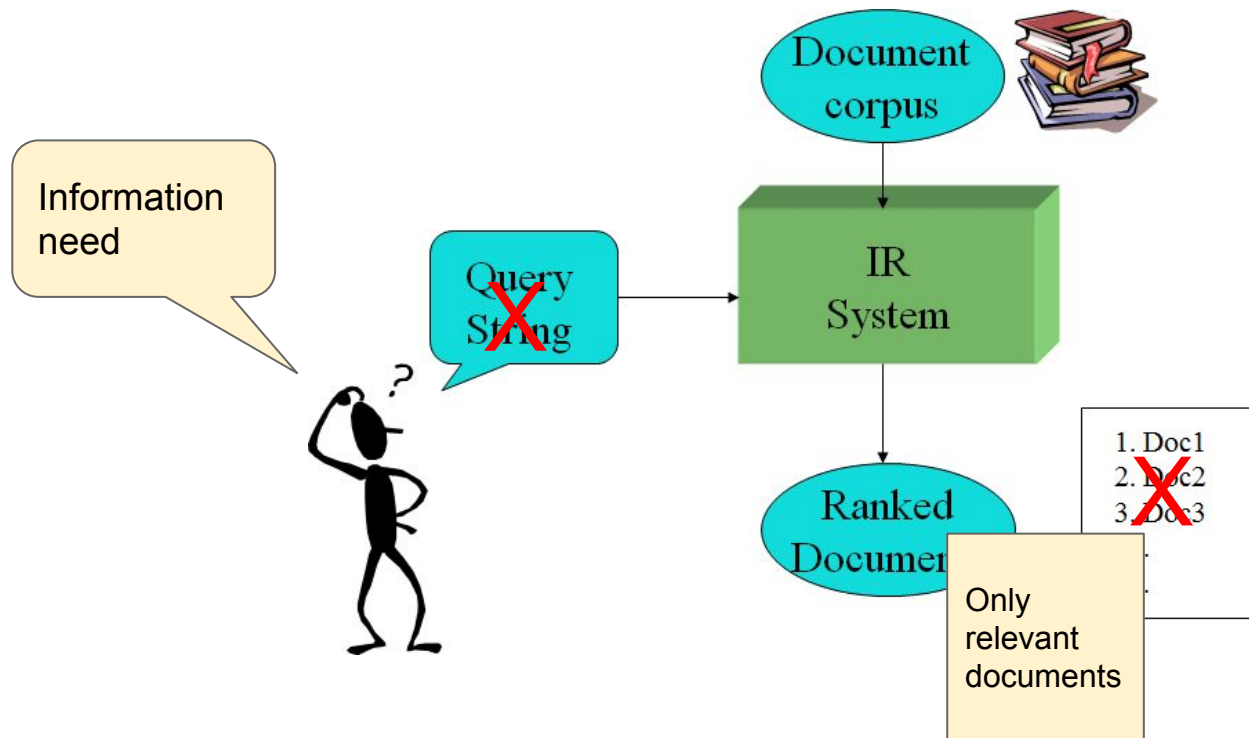 Document
corpus
Information
need
Query
String
IR
System
?
1. Doc1
2. Doc2
3. Doc3
.
.
Ranked
Documen
Only
relevant
documents